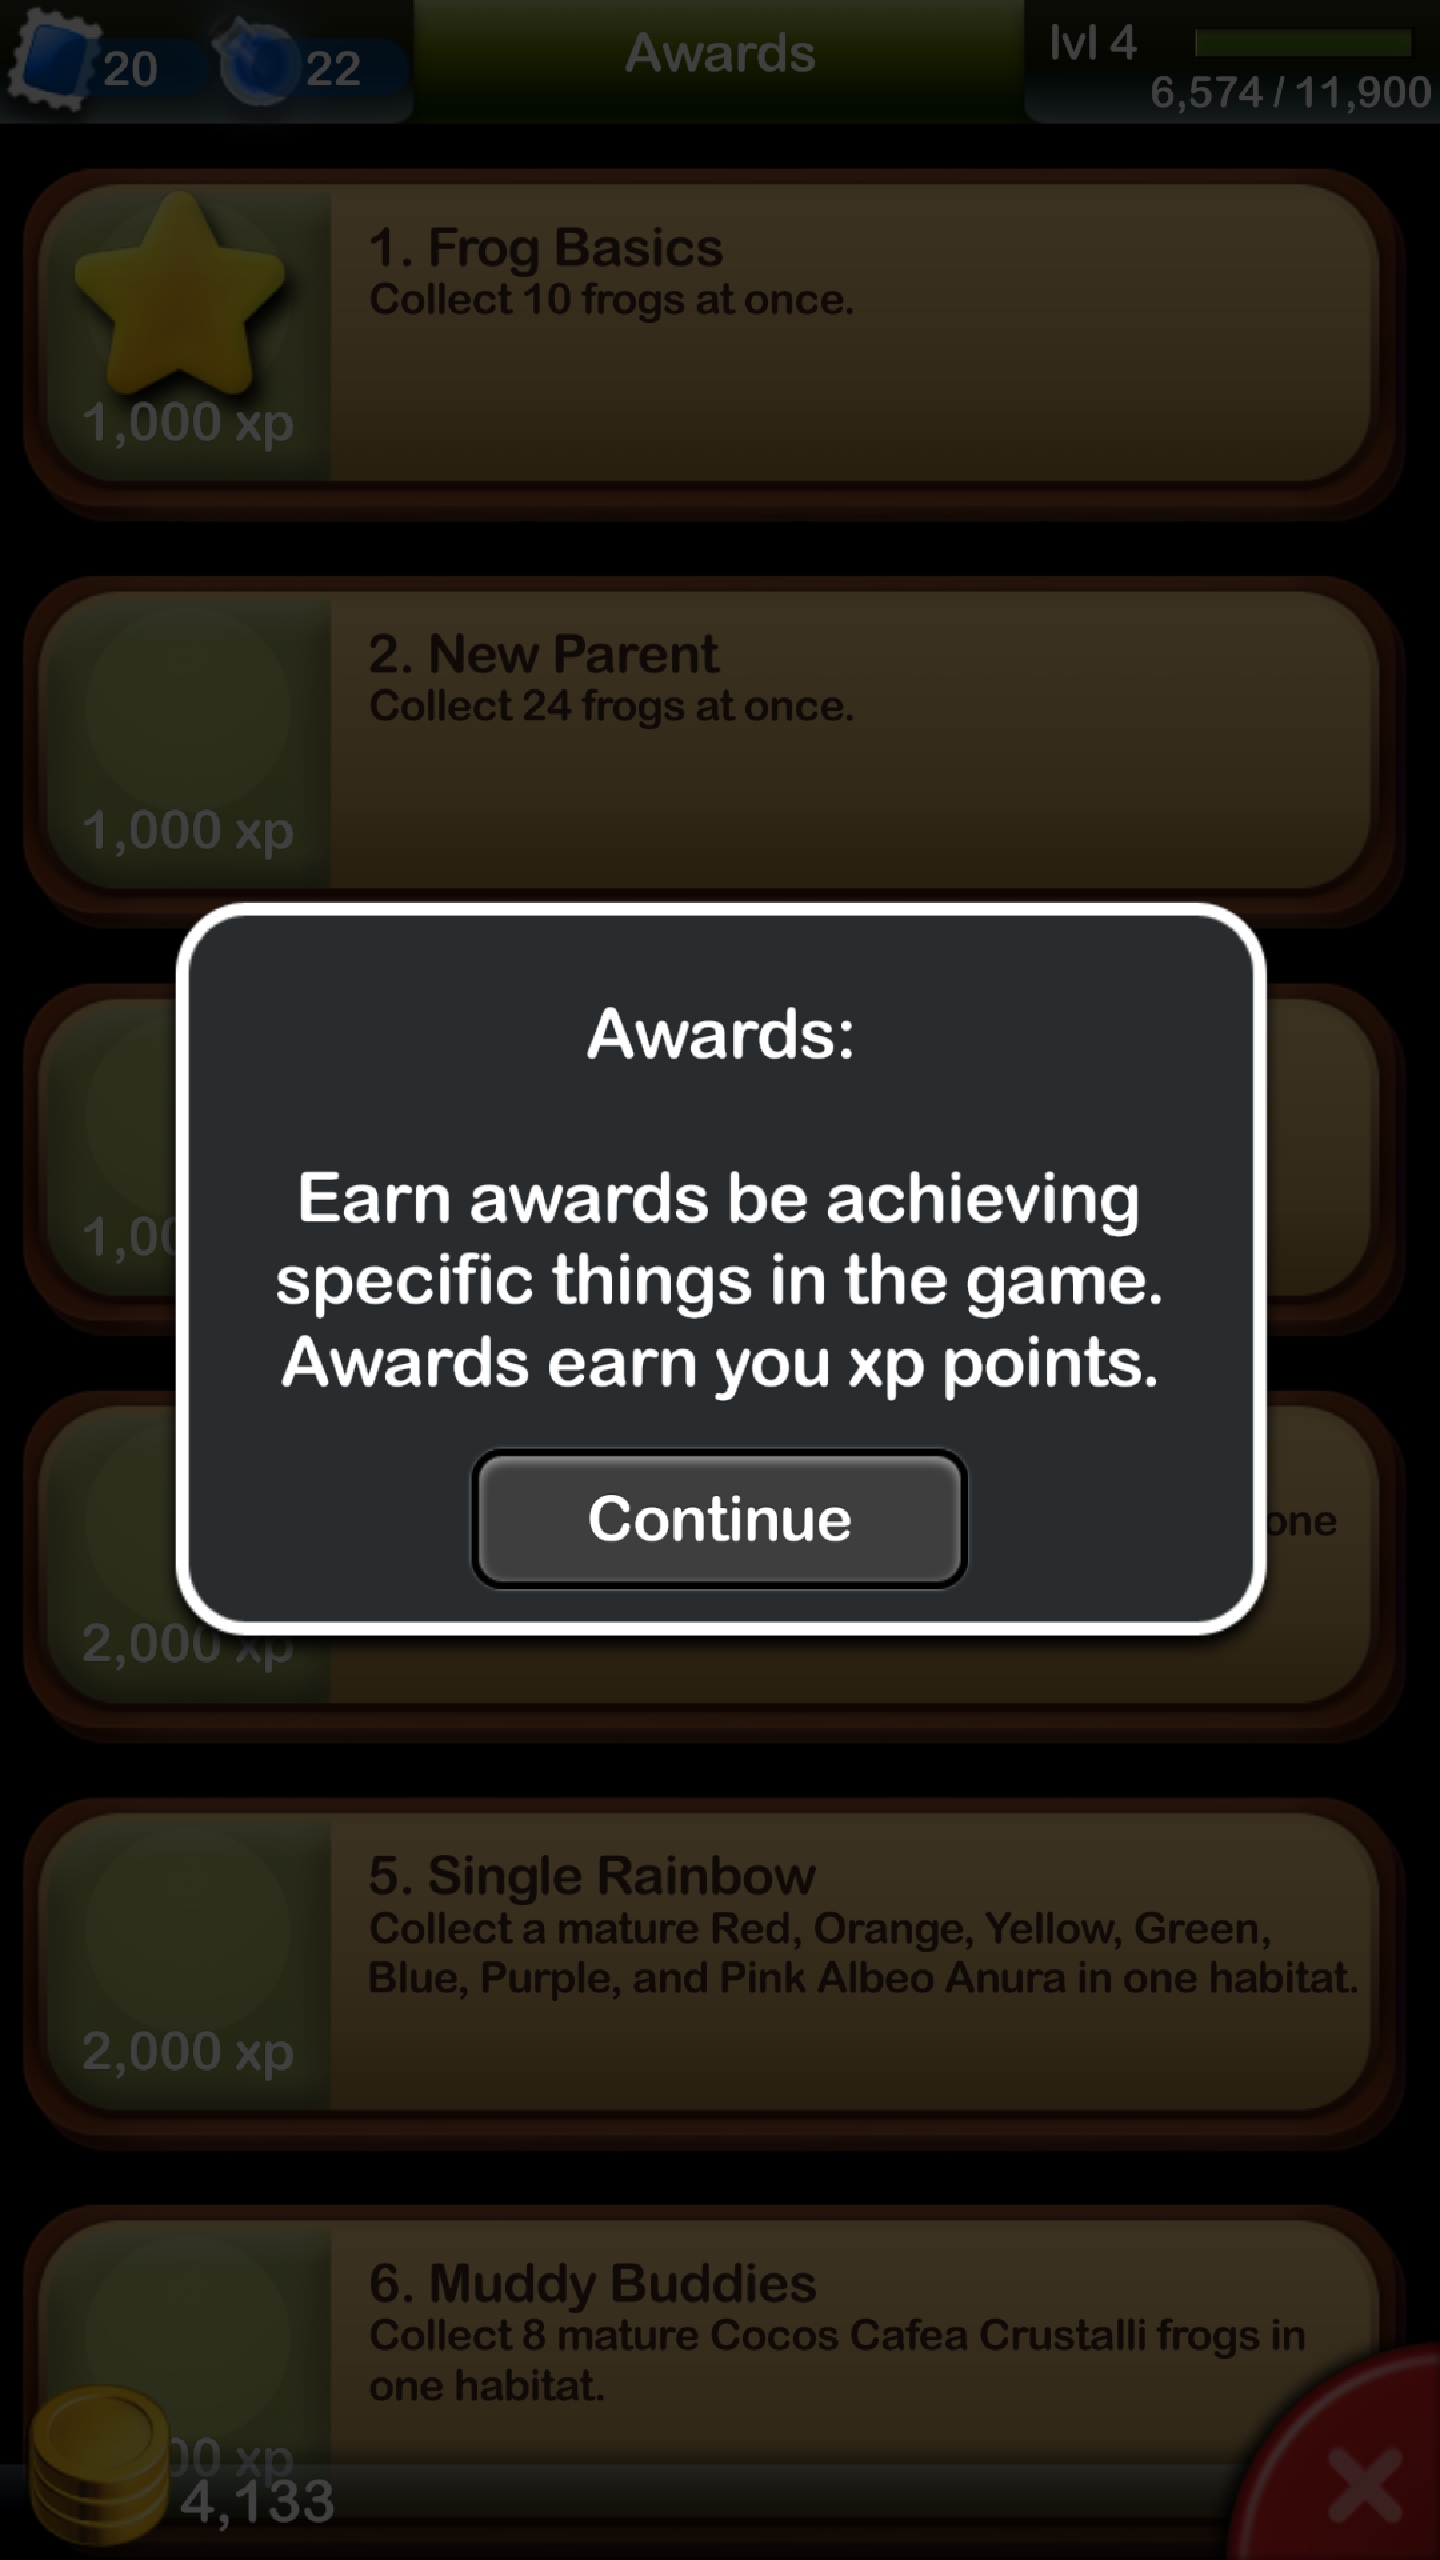 20
22
Awards
lvl 4
6,574 / 11,900
1. Frog Basics
Collect 10 frogs at once.
1,000 xp
2. New Parent
Collect 24 frogs at once.
1,000 xp
Awards:
Earn awards be achieving
specific things in the game.
Awards earn you xp points.
Continue
one
2,000 xp
5. Single Rainbow
Collect a mature Red, Orange, Yellow, Green,
Blue, Purple, and Pink Albeo Anura in one habitat.
2,000 xp
6. Muddy Buddies
Collect 8 mature Cocos Cafea Crustalli frogs in
one habitat.
xp
4,133